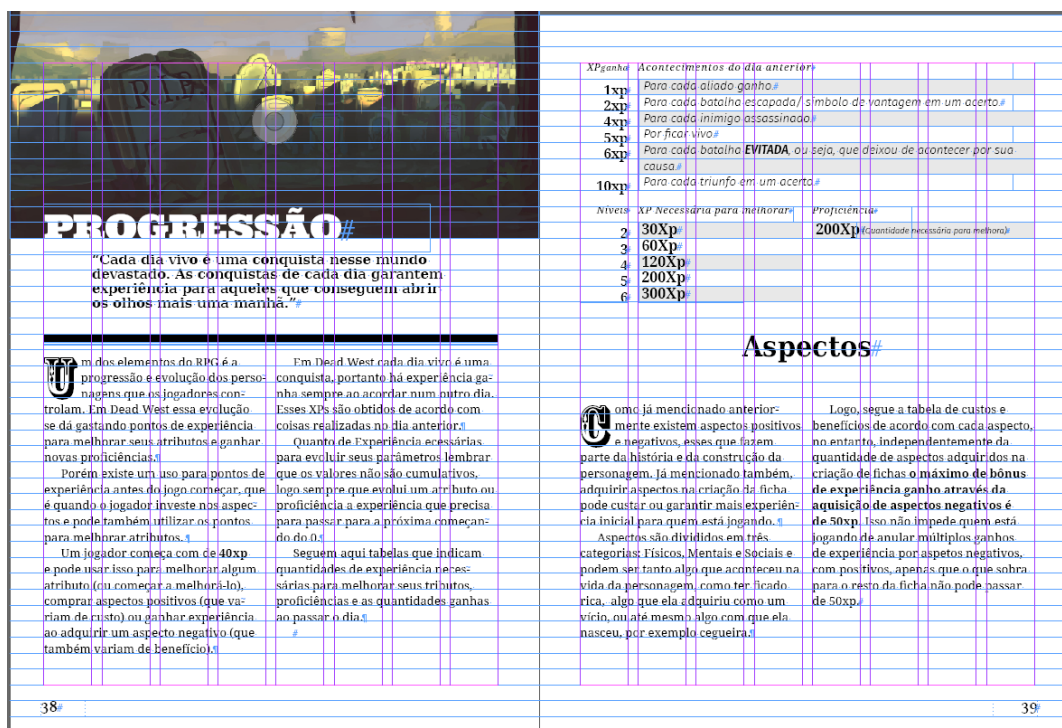 R.I.P
PROGRESSÃO
"Cada dia vivo é uma conquista nesse mundo
devastado. As conquistas de cada dia garantem
experiência para aqueles que conseguem abrir
os olhos mais uma manhã."
Um dos elementos do RPG é a
progressão e evolução dos perso-
nagens que os jogadores con-
trolam. Em Dead West essa evolução
se dá gastando pontos de experiência
para melhorar seus atributos e ganhar
novas proficiências.
Porém existe um uso para pontos de
experiência antes do jogo começar, que
é quando o jogador investe nos aspec-
tos e pode também utilizar os pontos
para melhorar atributos.
Um jogador começa com de 40xp
e pode usar isso para melhorar algum
atributo (ou começar a melhorá-lo),
comprar aspectos positivos (que va-
riam de custo) ou ganhar experiência
ao adquirir um aspecto negativo (que
também variam de benefício).
Em Dead West cada dia vivo é uma
conquista, portanto há experiência ga-
nha sempre ao acordar num outro dia.
Esses XPs são obtidos de acordo com
coisas realizadas no dia anterior.
Quanto de Experiência ecessárias
para evoluir seus parâmetros lembrar
que os valores não são cumulativos,
logo sempre que evolui um atributo ou
proficiência a experiência que precisa
para passar para a próxima começan-
do do 0.
Seguem aqui tabelas que indicam
quantidades de experiência neces-
sárias para melhorar seus tributos,
proficiências e as quantidades ganhas
ao passar o dia.
38
XP ganha Acontecimentos do dia anterior
1xp Para cada aliado ganho.
2xp Para cada batalha escapada/ símbolo de vantagem em um acerto.
4xp Para cada inimigo assassinado.
5xp Por ficar vivo
6xp Para cada batalha EVITADA, ou seja, que deixou de acontecer por sua
causa.
10xp Para cada triunfo em um acerto
Níveis XP Necessária para melhorar Proficiência
2 30Xp 200Xp (Quantidade necessária para melhora)
3 60Xp
4 120Xp
5 200Xp
6 300Xp
Aspectos
Como já mencionado anterior-
mente existem aspectos positivos
e negativos, esses que fazem
parte da história e da construção da
personagem. Já mencionado também,
adquirir aspectos na criação da ficha
pode custar ou garantir mais experiên-
cia inicial para quem está jogando.
Aspectos são divididos em três
categorias: Físicos, Mentais e Sociais e
podem ser tanto algo que aconteceu na
vida da personagem, como ter ficado
rica, algo que ela adquiriu como um
vício, ou até mesmo algo com que ela
nasceu, por exemplo cegueira.
Logo, segue a tabela de custos e
benefícios de acordo com cada aspecto,
no entanto, independentemente da
quantidade de aspectos adquiridos na
criação de fichas o máximo de bônus
de experiência ganho através da
aquisição de aspectos negativos é
de 50xp. Isso não impede quem está
jogando de anular múltiplos ganhos
de experiência por aspetos negativos,
com positivos, apenas que o que sobra
para o resto da ficha não pode passar
de 50xp.
39